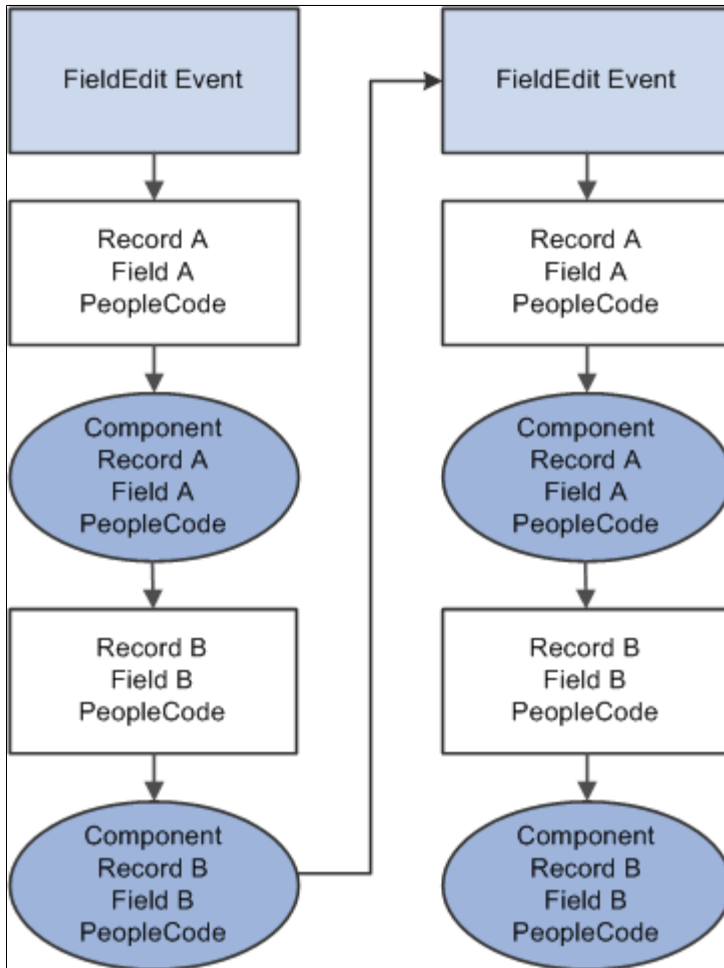 FieldEdit Event
Record A
Field A
PeopleCode
Component
Record A
Field A
PeopleCode
Record B
Field B
PeopleCode
Component
Record B
Field B
PeopleCode
FieldEdit Event
Record A
Field A
PeopleCode
Component
Record A
Field A
PeopleCode
Record B
Field B
PeopleCode
Component
Record B
Field B
PeopleCode